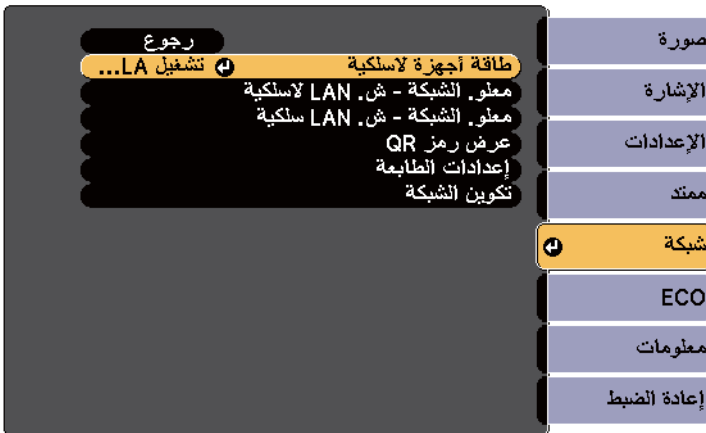 صورة
الإشارة
الإعدادات
ممتد
شبكة
ECO
معلومات
إعادة الضبط
رجوع
طاقة أجهزة لاسلكية تشغيل LA...
معلو. الشبكة - ش. LAN لاسلكية
معلو. الشبكة - ش. LAN سلكية
عرض رمز QR
إعدادات الطابعة
تكوين الشبكة